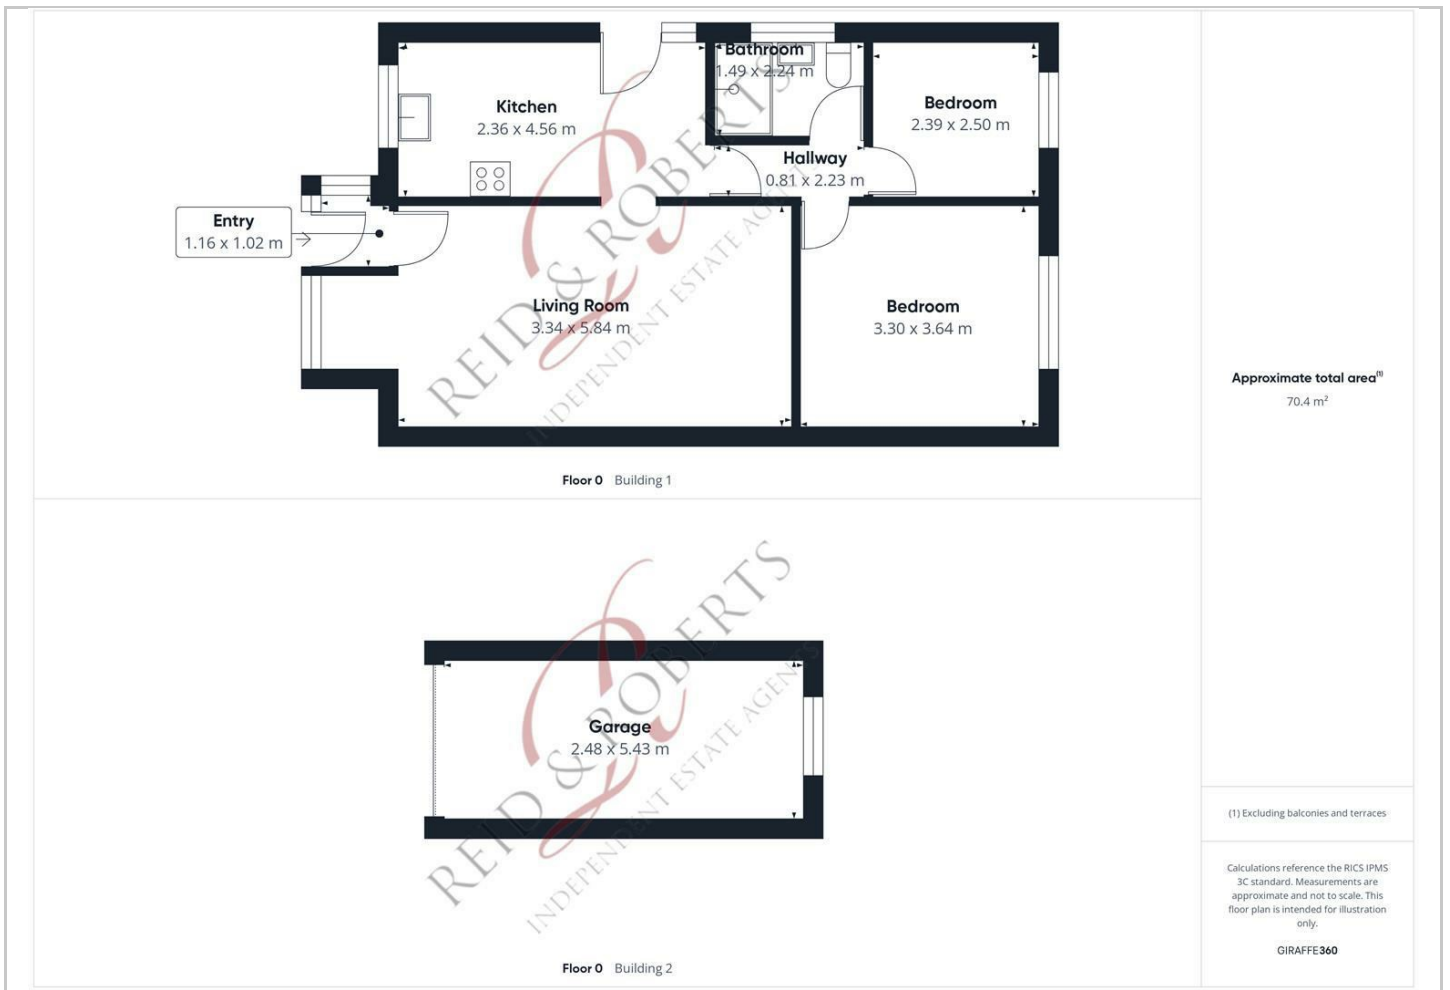 Kitchen
2.36 x 4.56 m
Bathroom
1.49 x 2.24 m
Bedroom
2.39 x 2.50 m
Hallway
0.81 x 2.23 m
Entry
1.16 x 1.02 m
Living Room
3.34 x 5.84 m
Bedroom
3.30 x 3.64 m
REID & ROBERTS
INDEPENDENT ESTATE AGENTS
Floor 0 Building 1
Garage
2.48 x 5.43 m
REID & ROBERTS
INDEPENDENT ESTATE AGENTS
Floor 0 Building 2
Approximate total area(1)
70.4 m²
(1) Excluding balconies and terraces
Calculations reference the RICS IPMS
3C standard. Measurements are
approximate and not to scale. This
floor plan is intended for illustration
only.
GIRAFFE360